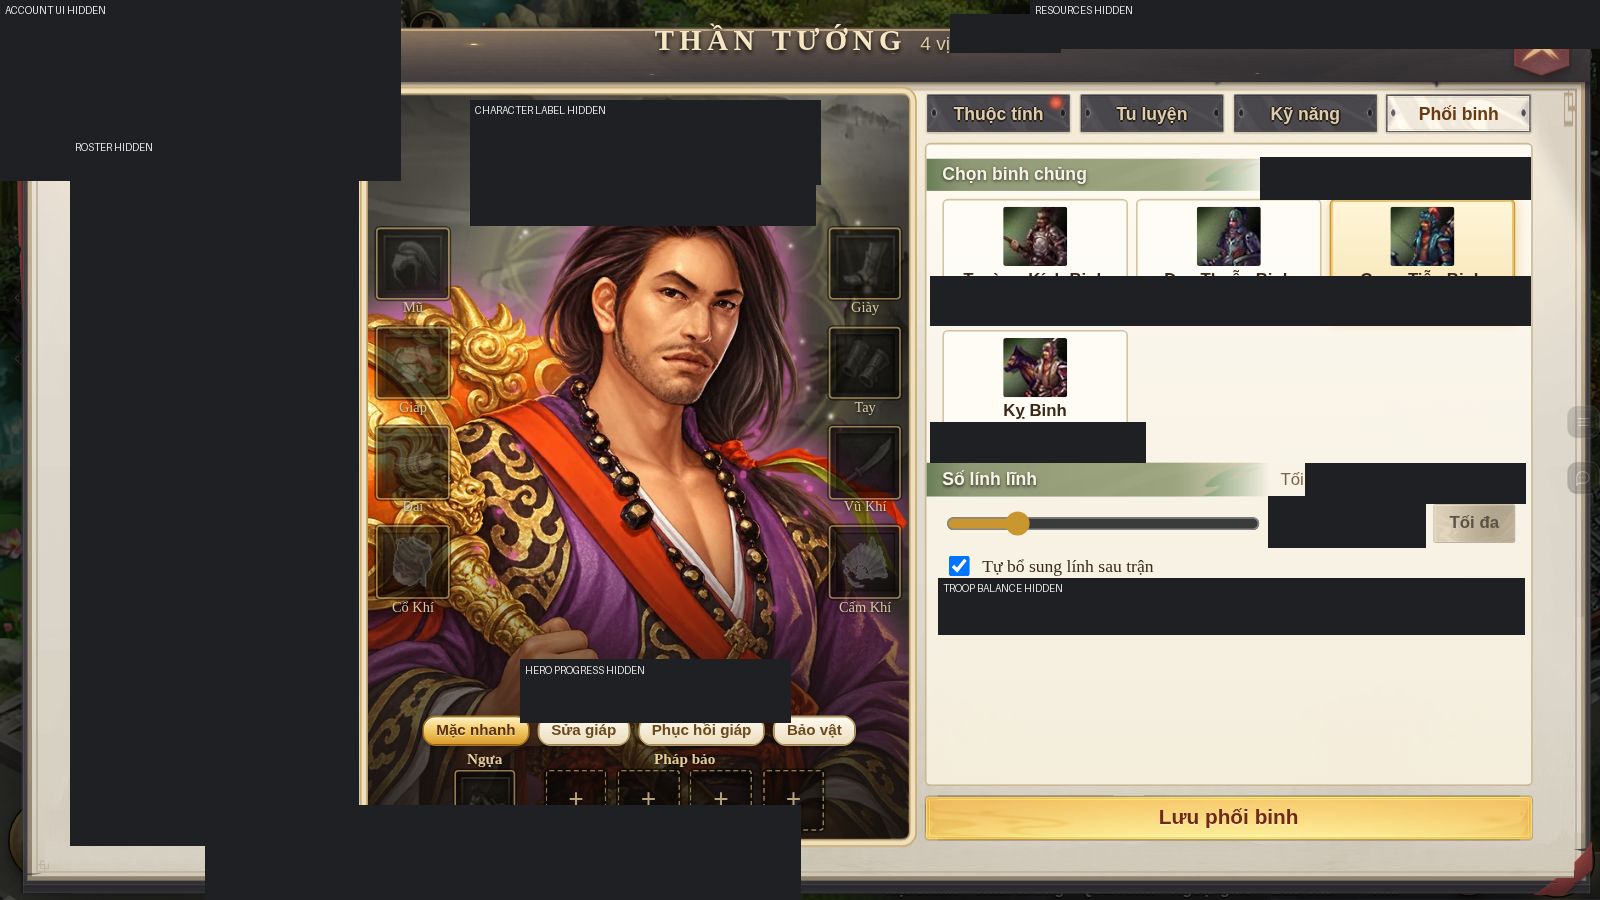 ACCOUNT UI HIDDEN
RESOURCES HIDDEN
THẦN TƯỚNG 4 vị
ROSTER HIDDEN
CHARACTER LABEL HIDDEN
Thuộc tính
Tu luyện
Kỹ năng
Phối binh
Chọn binh chủng
Mũ
Giày
Giáp
Tay
Đai
Vũ Khí
Cổ Khí
Cấm Khí
Kỵ Binh
Số lính lĩnh
Tối
Tối đa
Tự bổ sung lính sau trận
TROOP BALANCE HIDDEN
HERO PROGRESS HIDDEN
Mặc nhanh
Sửa giáp
Phục hồi giáp
Bảo vật
Ngựa
Pháp bảo
+ + + +
Lưu phối binh